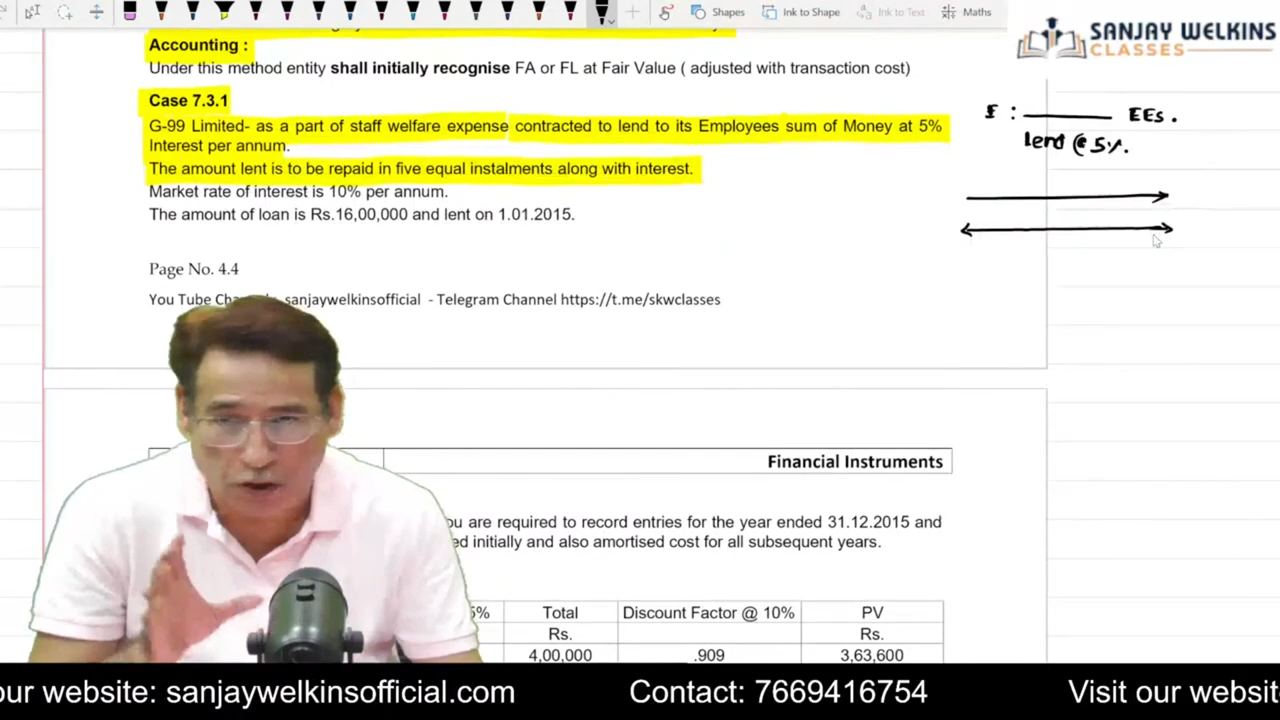 Shapes Ink to Shape Ink to Text Maths
SANJAY WELKINS
CLASSES
Accounting :
Under this method entity shall initially recognise FA or FL at Fair Value ( adjusted with transaction cost)
Case 7.3.1
G-99 Limited- as a part of staff welfare expense contracted to lend to its Employees sum of Money at 5%
Interest per annum.
The amount lent is to be repaid in five equal instalments along with interest.
Market rate of interest is 10% per annum.
The amount of loan is Rs.16,00,000 and lent on 1.01.2015.
: EEs.
lend @ 5%.
Page No. 4.4
You Tube sanjaywelkinsofficial - Telegram Channel https://t.me/skwclasses
Financial Instruments
ou are required to record entries for the year ended 31.12.2015 and
ed initially and also amortised cost for all subsequent years.
5% Total Discount Factor @ 10% PV
Rs. Rs.
4,00,000 .909 3,63,600
our website: sanjaywelkinsofficial.com Contact: 7669416754 Visit our websit